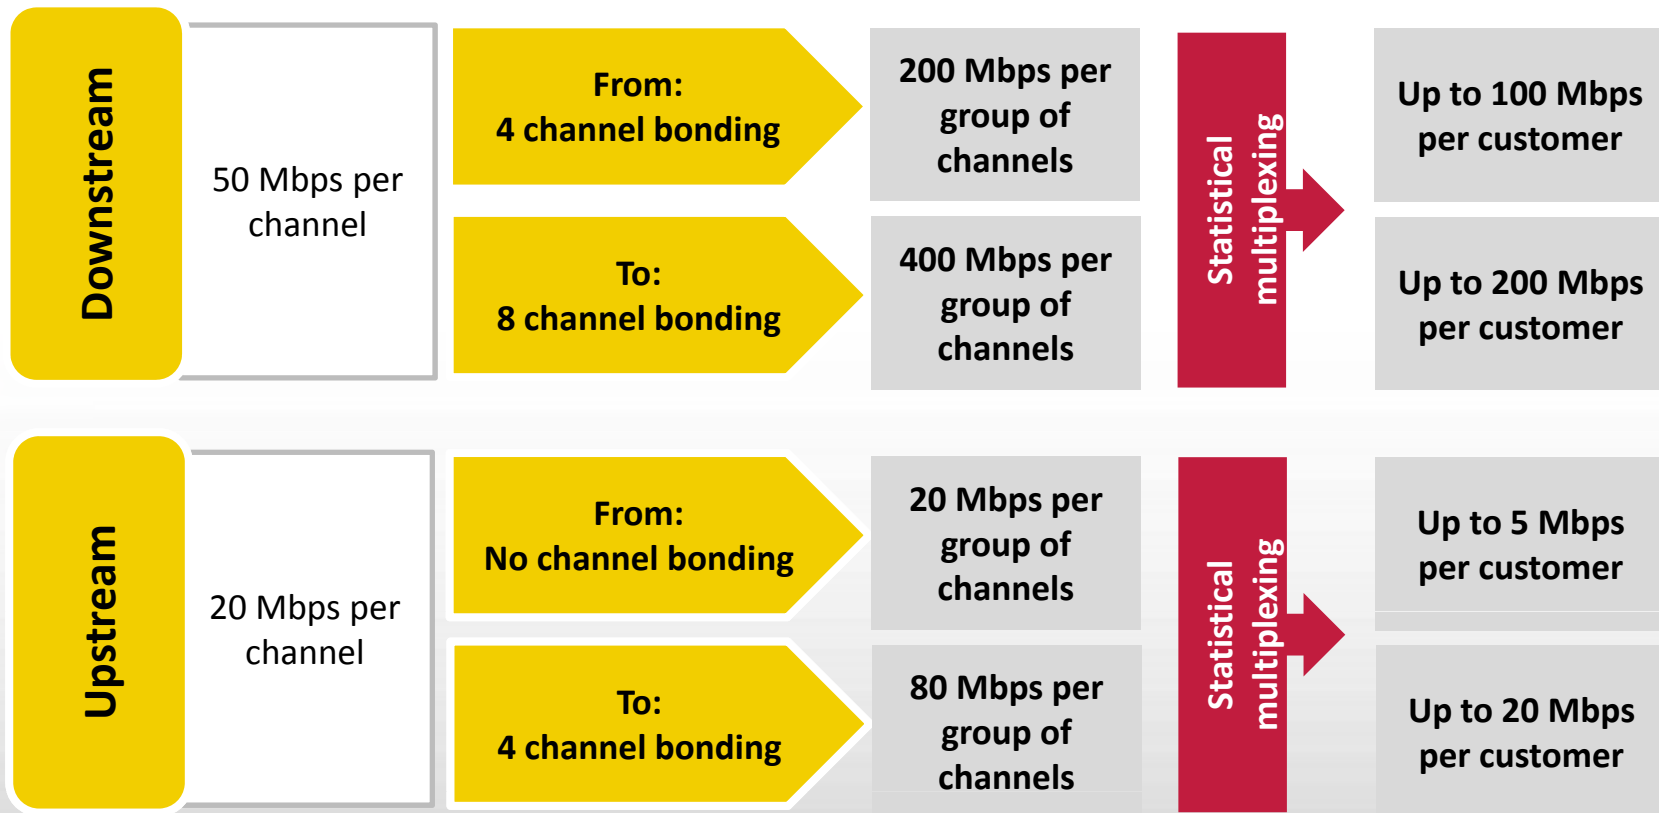 Downstream
50 Mbps per
channel
From:
4 channel bonding
200 Mbps per
group of
channels
To:
8 channel bonding
400 Mbps per
group of
channels
Statistical
multiplexing
Up to 100 Mbps
per customer
Up to 200 Mbps
per customer
Upstream
20 Mbps per
channel
From:
No channel bonding
20 Mbps per
group of
channels
To:
4 channel bonding
80 Mbps per
group of
channels
Statistical
multiplexing
Up to 5 Mbps
per customer
Up to 20 Mbps
per customer